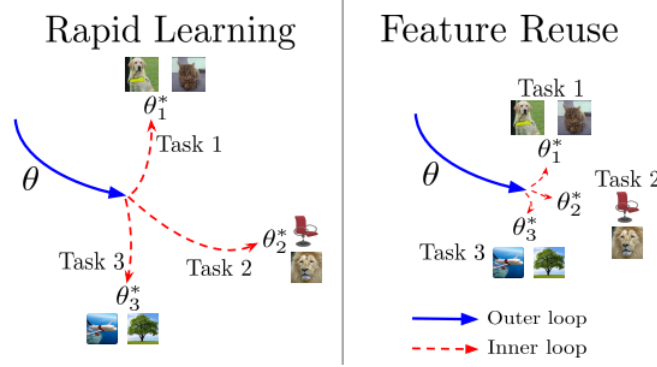 Rapid Learning
θ₁*
Task 1
θ
θ₂*
Task 3
Task 2
θ₃*
Feature Reuse
Task 1
θ₁*
θ
Task 2
θ₂*
θ₃*
Task 3
Outer loop
Inner loop